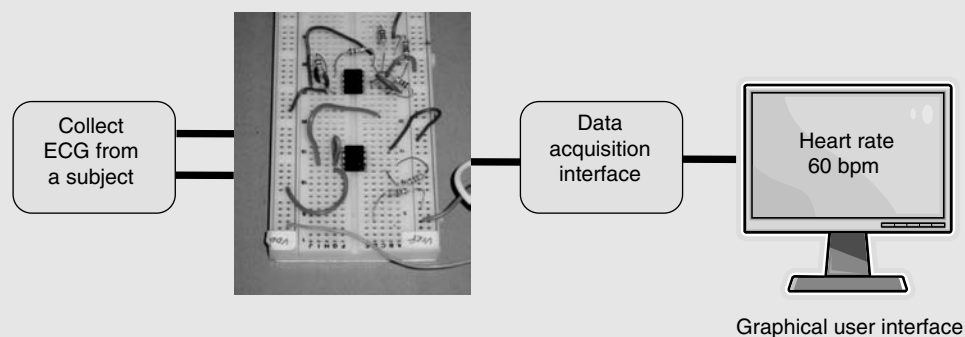 Collect
ECG from
a subject
Data
acquisition
interface
Heart rate
60 bpm
Graphical user interface